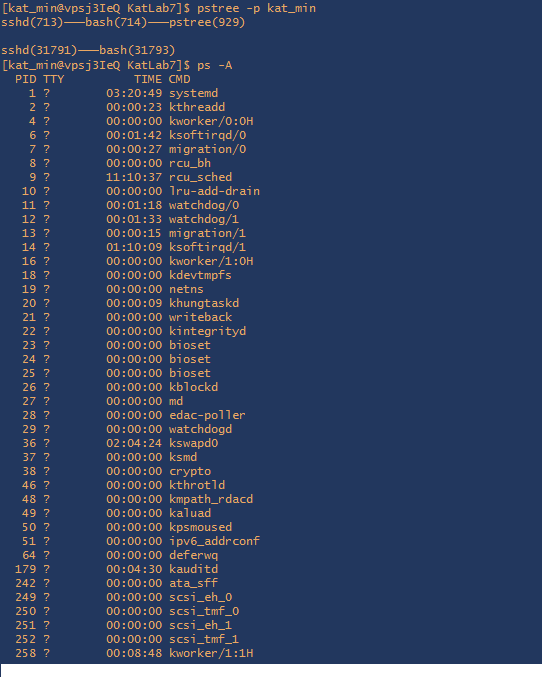 [kat_min@vpsj3IeQ KatLab7]$ pstree -p kat_min
sshd(713)───bash(714)───pstree(929)

sshd(31791)───bash(31793)
[kat_min@vpsj3IeQ KatLab7]$ ps -A
  PID TTY          TIME CMD
    1 ?        03:20:49 systemd
    2 ?        00:00:23 kthreadd
    4 ?        00:00:00 kworker/0:0H
    6 ?        00:01:42 ksoftirqd/0
    7 ?        00:00:27 migration/0
    8 ?        00:00:00 rcu_bh
    9 ?        11:10:37 rcu_sched
   10 ?        00:00:00 lru-add-drain
   11 ?        00:01:18 watchdog/0
   12 ?        00:01:33 watchdog/1
   13 ?        00:00:15 migration/1
   14 ?        01:10:09 ksoftirqd/1
   16 ?        00:00:00 kworker/1:0H
   18 ?        00:00:00 kdevtmpfs
   19 ?        00:00:00 netns
   20 ?        00:00:09 khungtaskd
   21 ?        00:00:00 writeback
   22 ?        00:00:00 kintegrityd
   23 ?        00:00:00 bioset
   24 ?        00:00:00 bioset
   25 ?        00:00:00 bioset
   26 ?        00:00:00 kblockd
   27 ?        00:00:00 md
   28 ?        00:00:00 edac-poller
   29 ?        00:00:00 watchdogd
   36 ?        02:04:24 kswapd0
   37 ?        00:00:00 ksmd
   38 ?        00:00:00 crypto
   46 ?        00:00:00 kthrotld
   48 ?        00:00:00 kmpath_rdacd
   49 ?        00:00:00 kaluad
   50 ?        00:00:00 kpsmoused
   51 ?        00:00:00 ipv6_addrconf
   64 ?        00:00:00 deferwq
  179 ?        00:04:30 kauditd
  242 ?        00:00:00 ata_sff
  249 ?        00:00:00 scsi_eh_0
  250 ?        00:00:00 scsi_tmf_0
  251 ?        00:00:00 scsi_eh_1
  252 ?        00:00:00 scsi_tmf_1
  258 ?        00:08:48 kworker/1:1H